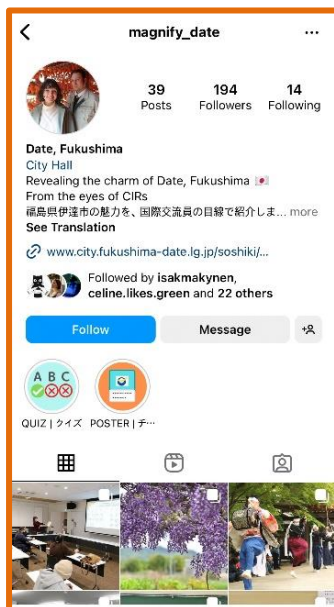 magnify_date
39
Posts
194
Followers
14
Following
Date, Fukushima
City Hall
Revealing the charm of Date, Fukushima 🇯🇵
From the eyes of CIRs
福島県伊達市の魅力を、国際交流員の目線で紹介しま... more
See Translation
www.city.fukushima-date.lg.jp/soshiki/...
Followed by isakmakynen,
celine.likes.green and 22 others
Follow
Message
A B C
QUIZ | クイズ
POSTER | チ...